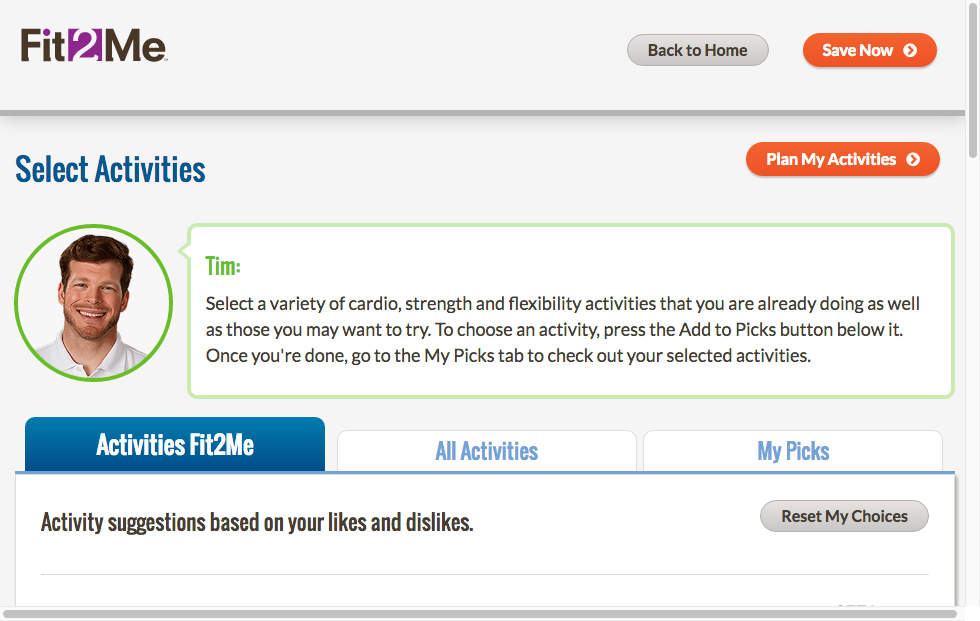 Fit2Me
Back to Home
Save Now
Select Activities
Plan My Activities
Tim:
Select a variety of cardio, strength and flexibility activities that you are already doing as well
as those you may want to try. To choose an activity, press the Add to Picks button below it.
Once you're done, go to the My Picks tab to check out your selected activities.
Activities Fit2Me
All Activities
My Picks
Activity suggestions based on your likes and dislikes.
Reset My Choices